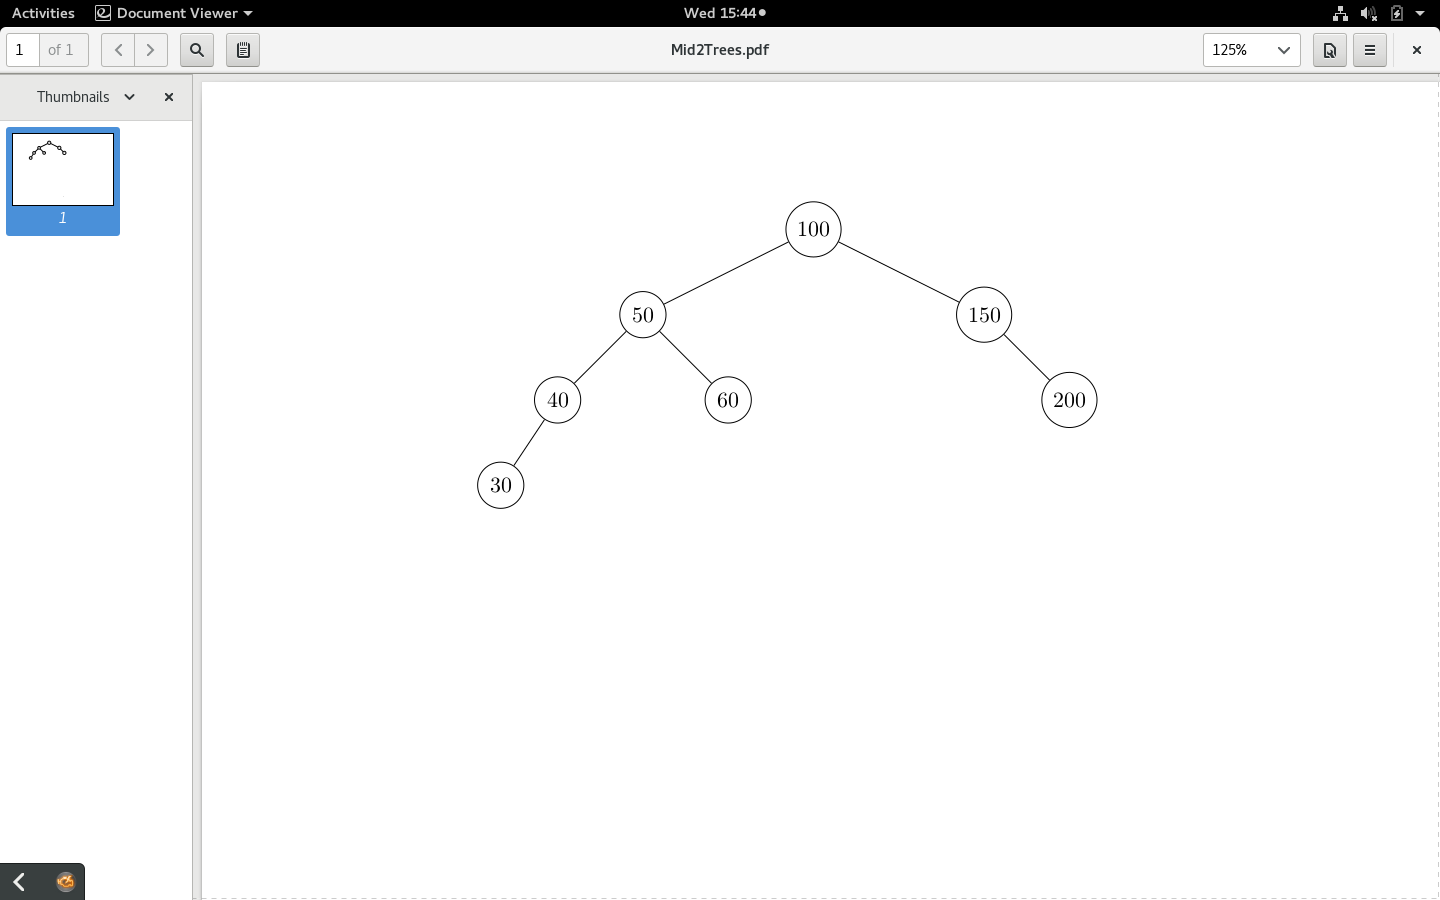 Activities Document Viewer Wed 15:44
1 of 1 Mid2Trees.pdf 125%
Thumbnails
1
100
50 150
40 60 200
30